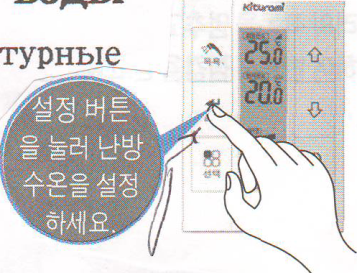 воды
турные
Kiturami
목욕
25.0
20.0
선택
설정 버튼
을 눌러 난방
수온을 설정
하세요.